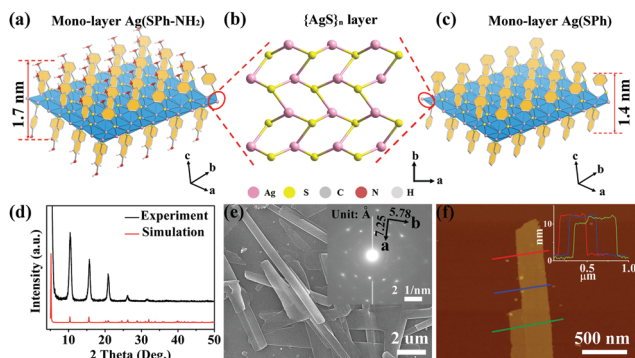 (a) Mono-layer Ag(SPh-NH₂)
(b) {AgS}ₙ layer
(c) Mono-layer Ag(SPh)
1.7 nm
1.4 nm
c
b
a
b
a
c
b
a
Ag S C N H
(d)
Experiment
Simulation
Intensity (a.u.)
10 20 30 40 50
2 Theta (Deg.)
(e)
Unit: Å
5.78
b
7.25
a
2 1/nm
2 um
(f)
nm
10
0
0.5 1.0
μm
500 nm